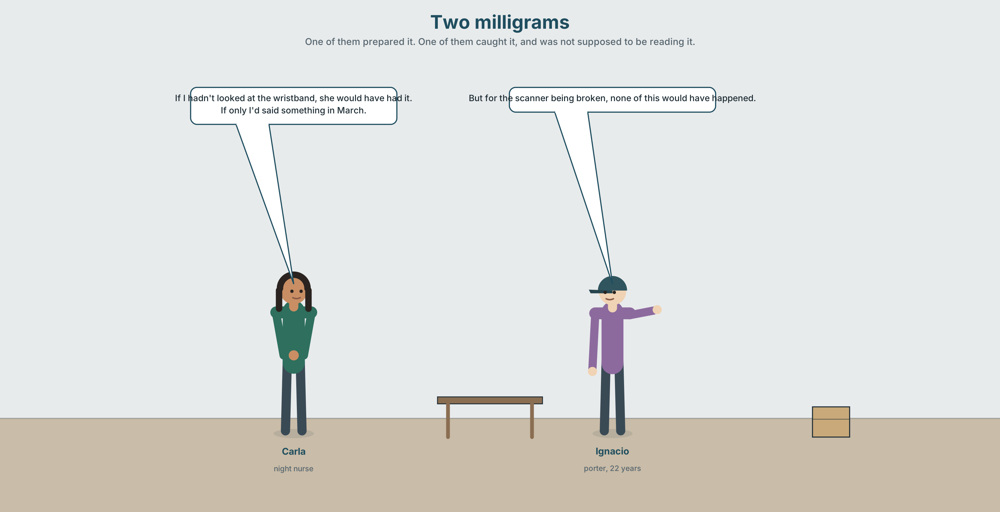 Two milligrams
One of them prepared it. One of them caught it, and was not supposed to be reading it.
If I hadn't looked at the wristband, she would have had it.
If only I'd said something in March.
But for the scanner being broken, none of this would have happened.
Carla
night nurse
Ignacio
porter, 22 years